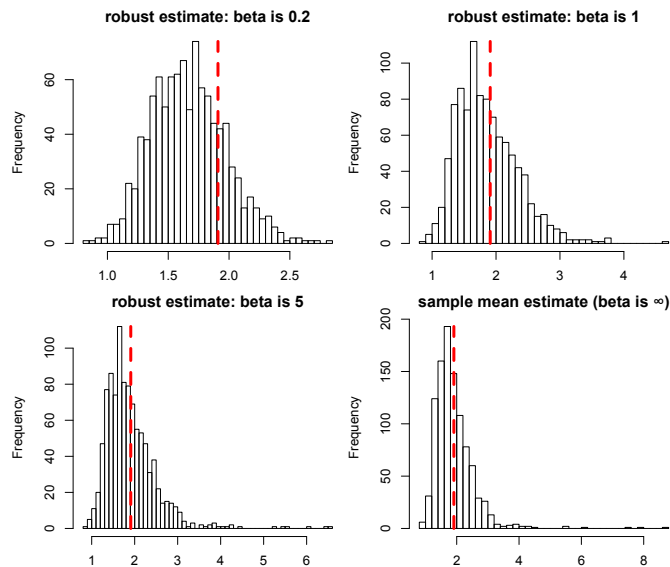 robust estimate: beta is 0.2
Frequency
0 20 40 60
1.0 1.5 2.0 2.5
robust estimate: beta is 1
Frequency
0 20 40 60 80 100
1 2 3 4
robust estimate: beta is 5
Frequency
0 20 40 60 80 100
1 2 3 4 5 6
sample mean estimate (beta is ∞)
Frequency
0 50 100 150 200
2 4 6 8